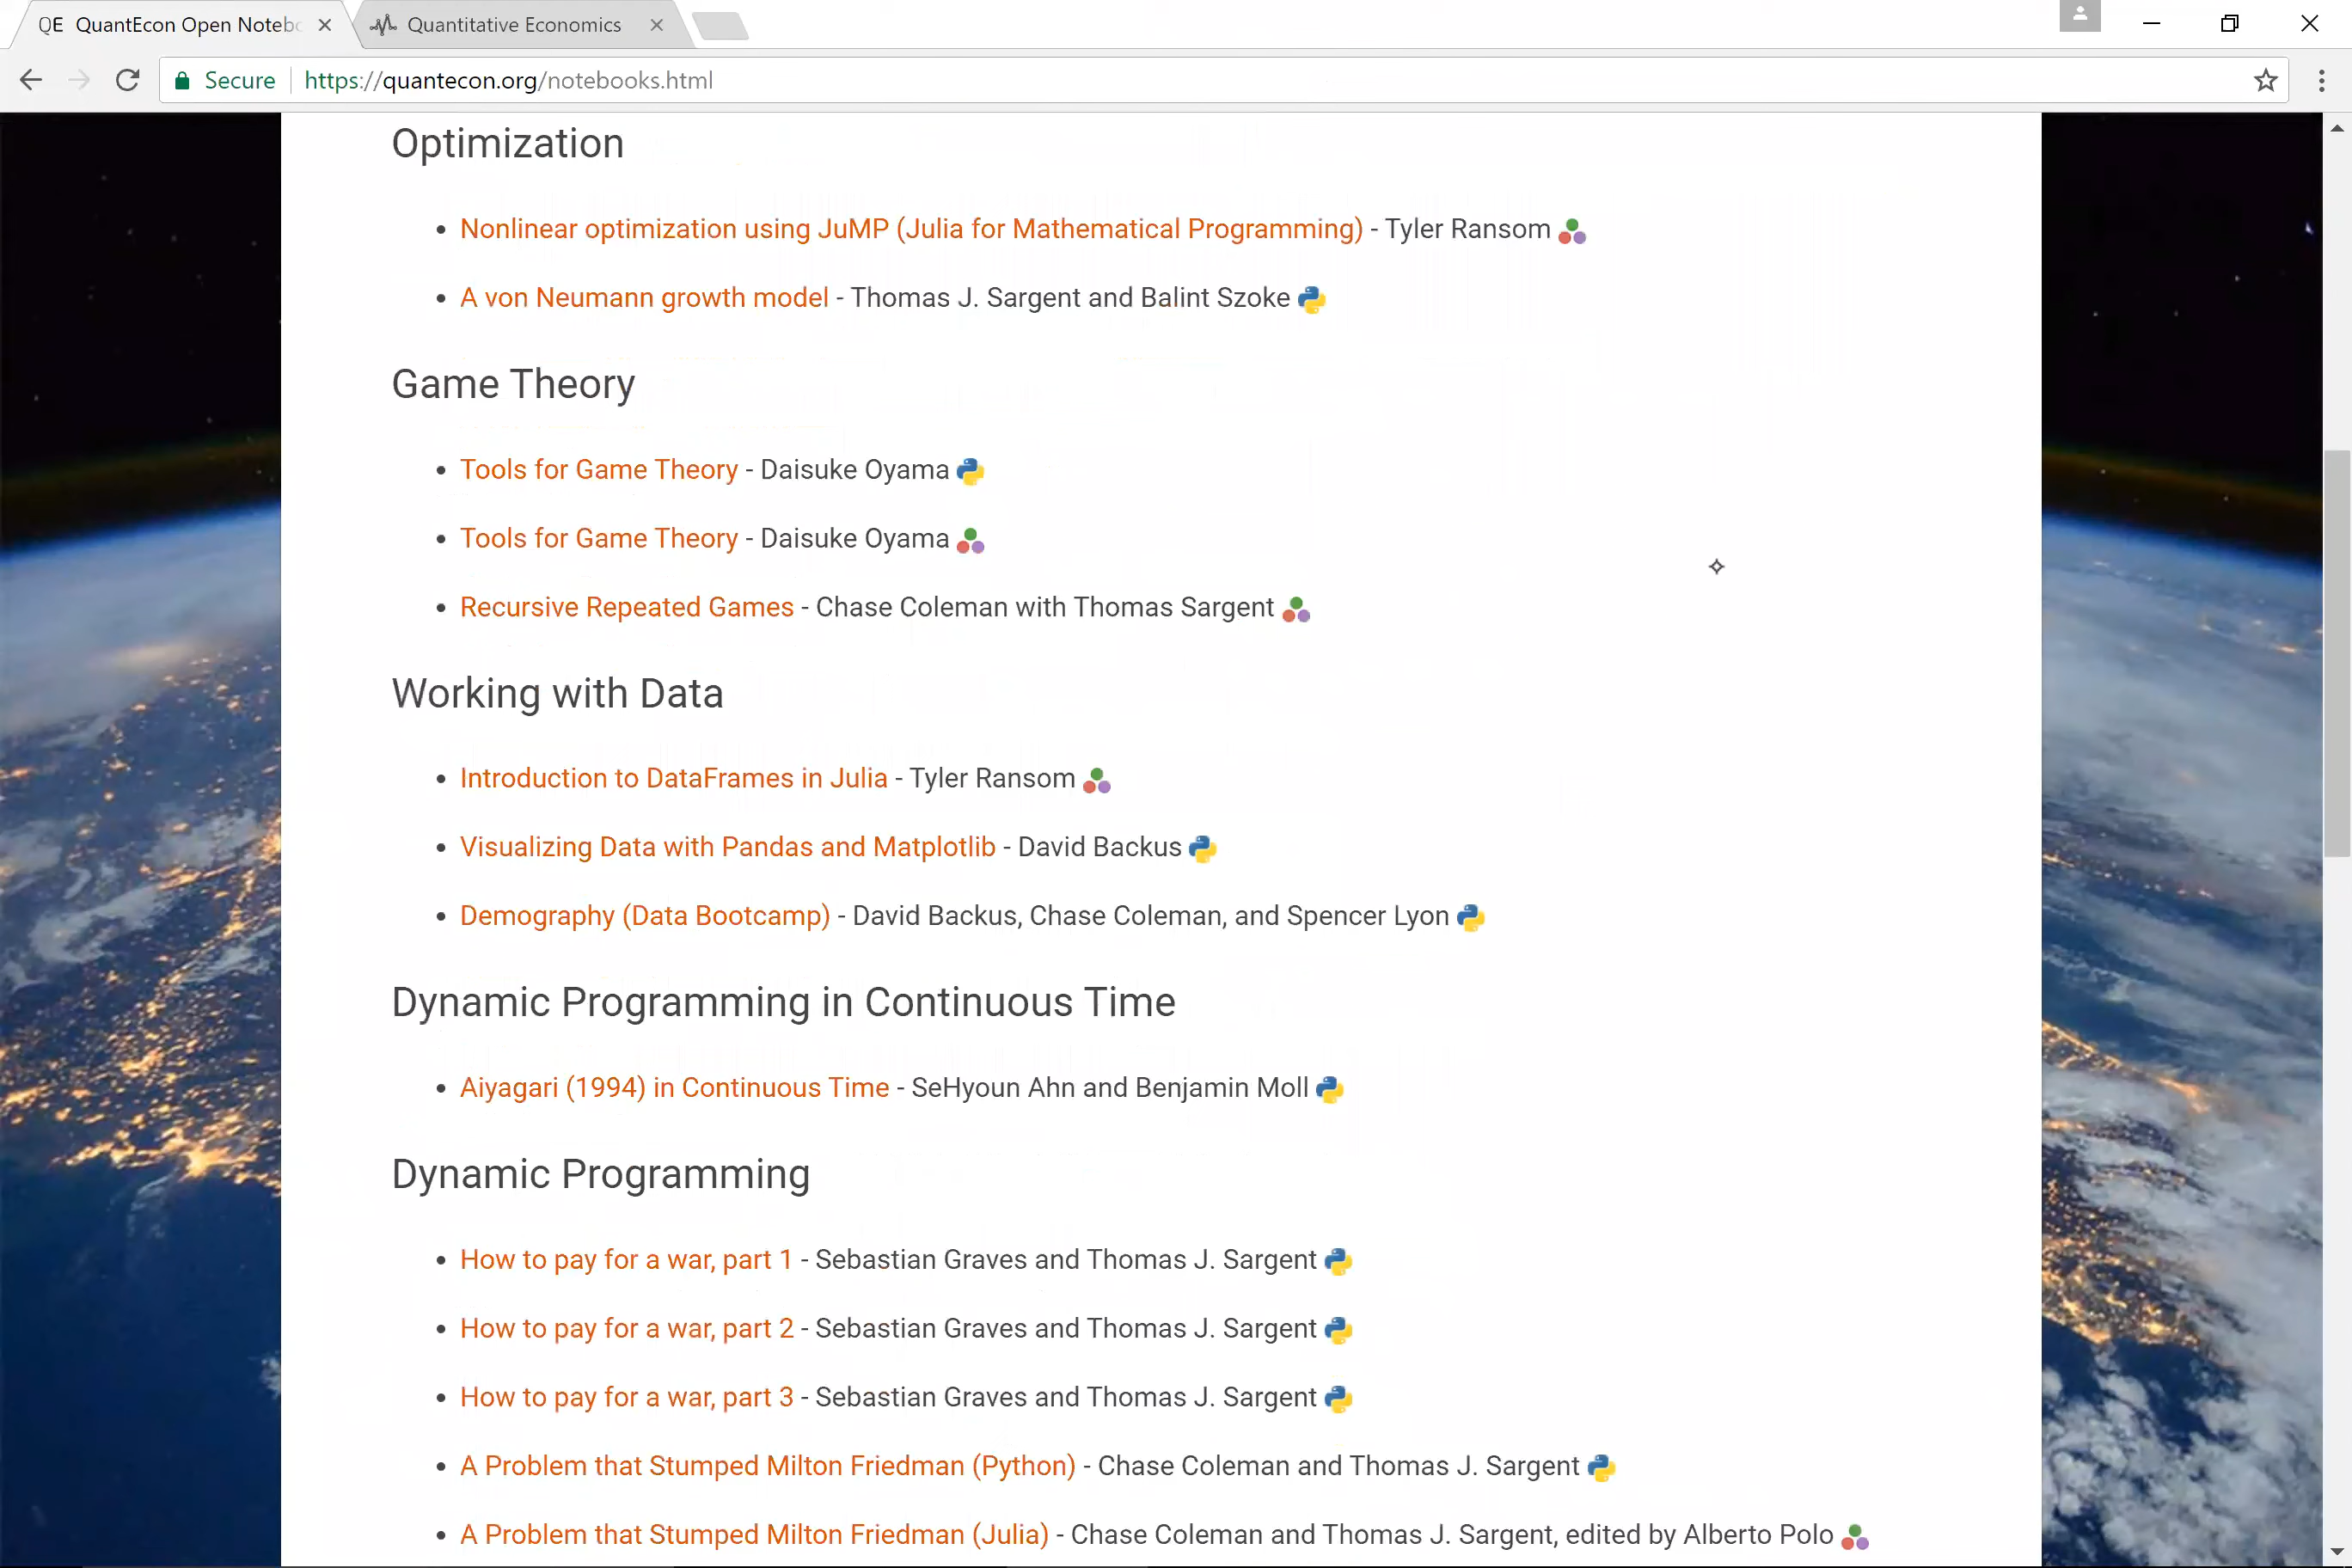 QE QuantEcon Open Notebo
Quantitative Economics
Secure https://quantecon.org/notebooks.html
Optimization
Nonlinear optimization using JuMP (Julia for Mathematical Programming) - Tyler Ransom
A von Neumann growth model - Thomas J. Sargent and Balint Szoke
Game Theory
Tools for Game Theory - Daisuke Oyama
Tools for Game Theory - Daisuke Oyama
Recursive Repeated Games - Chase Coleman with Thomas Sargent
Working with Data
Introduction to DataFrames in Julia - Tyler Ransom
Visualizing Data with Pandas and Matplotlib - David Backus
Demography (Data Bootcamp) - David Backus, Chase Coleman, and Spencer Lyon
Dynamic Programming in Continuous Time
Aiyagari (1994) in Continuous Time - SeHyoun Ahn and Benjamin Moll
Dynamic Programming
How to pay for a war, part 1 - Sebastian Graves and Thomas J. Sargent
How to pay for a war, part 2 - Sebastian Graves and Thomas J. Sargent
How to pay for a war, part 3 - Sebastian Graves and Thomas J. Sargent
A Problem that Stumped Milton Friedman (Python) - Chase Coleman and Thomas J. Sargent
A Problem that Stumped Milton Friedman (Julia) - Chase Coleman and Thomas J. Sargent, edited by Alberto Polo